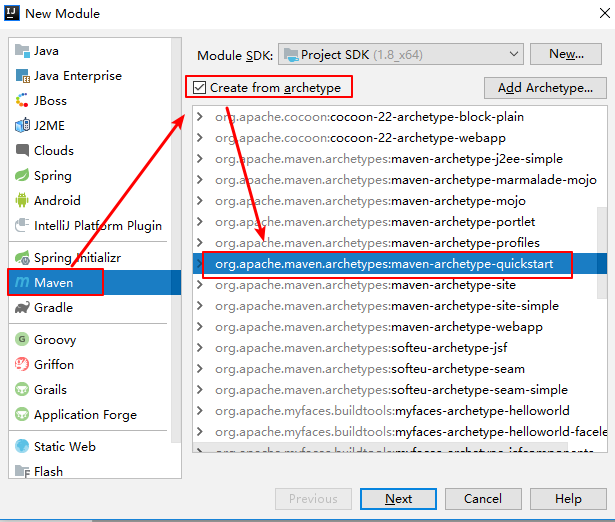 New Module
Java
Java Enterprise
JBoss
J2ME
Clouds
Spring
Android
IntelliJ Platform Plugin
Spring Initializr
Maven
Gradle
Groovy
Griffon
Grails
Application Forge
Static Web
Flash
Module SDK: Project SDK (1.8_x64) New...
Create from archetype Add Archetype...
org.apache.cocoon:cocoon-22-archetype-block-plain
org.apache.cocoon:cocoon-22-archetype-webapp
org.apache.maven.archetypes:maven-archetype-j2ee-simple
org.apache.maven.archetypes:maven-archetype-marmalade-mojo
org.apache.maven.archetypes:maven-archetype-mojo
org.apache.maven.archetypes:maven-archetype-portlet
org.apache.maven.archetypes:maven-archetype-profiles
org.apache.maven.archetypes:maven-archetype-quickstart
org.apache.maven.archetypes:maven-archetype-site
org.apache.maven.archetypes:maven-archetype-site-simple
org.apache.maven.archetypes:maven-archetype-webapp
org.apache.maven.archetypes:softeu-archetype-jsf
org.apache.maven.archetypes:softeu-archetype-seam
org.apache.maven.archetypes:softeu-archetype-seam-simple
org.apache.myfaces.buildtools:myfaces-archetype-helloworld
org.apache.myfaces.buildtools:myfaces-archetype-helloworld-facele
org.apache.myfaces.buildtools:myfaces-archetype-jsfcomponents
Previous Next Cancel Help